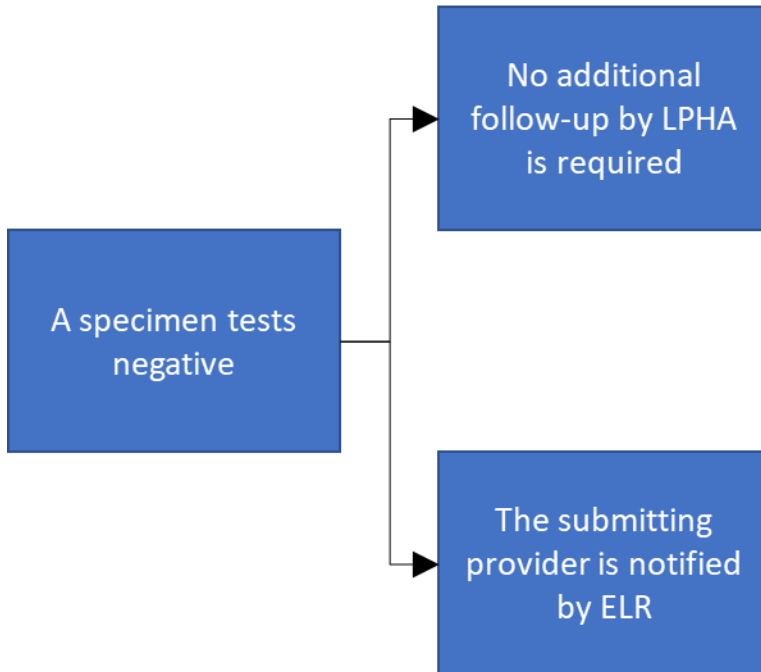 No additional
follow-up by LPHA
is required
A specimen tests
negative
The submitting
provider is notified
by ELR